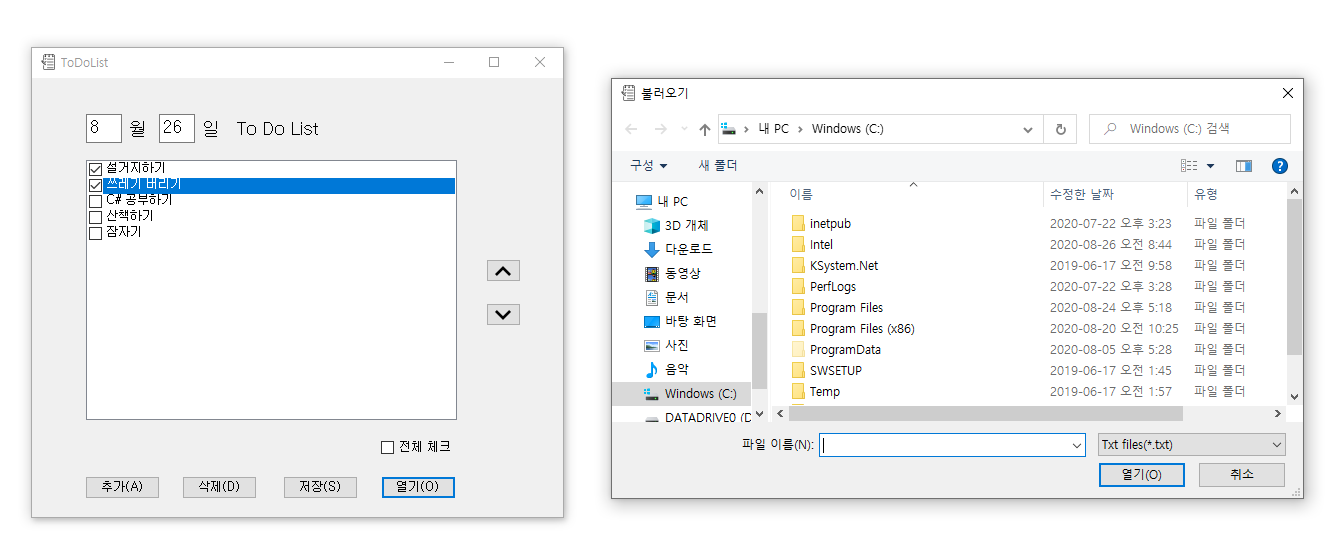 ToDoList
8 월 26 일 To Do List
설거지하기
쓰레기 버리기
C# 공부하기
산책하기
잠자기
전체 체크
추가(A) 삭제(D) 저장(S) 열기(O)
불러오기
내 PC Windows (C:) Windows (C:) 검색
구성 새 폴더
내 PC
3D 개체
다운로드
동영상
문서
바탕 화면
사진
음악
Windows (C:)
DATADRIVE0 (D
이름 수정한 날짜 유형
inetpub 2020-07-22 오후 3:23 파일 폴더
Intel 2020-08-26 오전 8:44 파일 폴더
KSystem.Net 2019-06-17 오전 9:58 파일 폴더
PerfLogs 2020-07-22 오후 3:28 파일 폴더
Program Files 2020-08-24 오후 5:18 파일 폴더
Program Files (x86) 2020-08-20 오전 10:25 파일 폴더
ProgramData 2020-08-05 오후 5:28 파일 폴더
SWSETUP 2019-06-17 오전 1:45 파일 폴더
Temp 2019-06-17 오전 1:57 파일 폴더
파일 이름(N): Txt files(*.txt)
열기(O) 취소